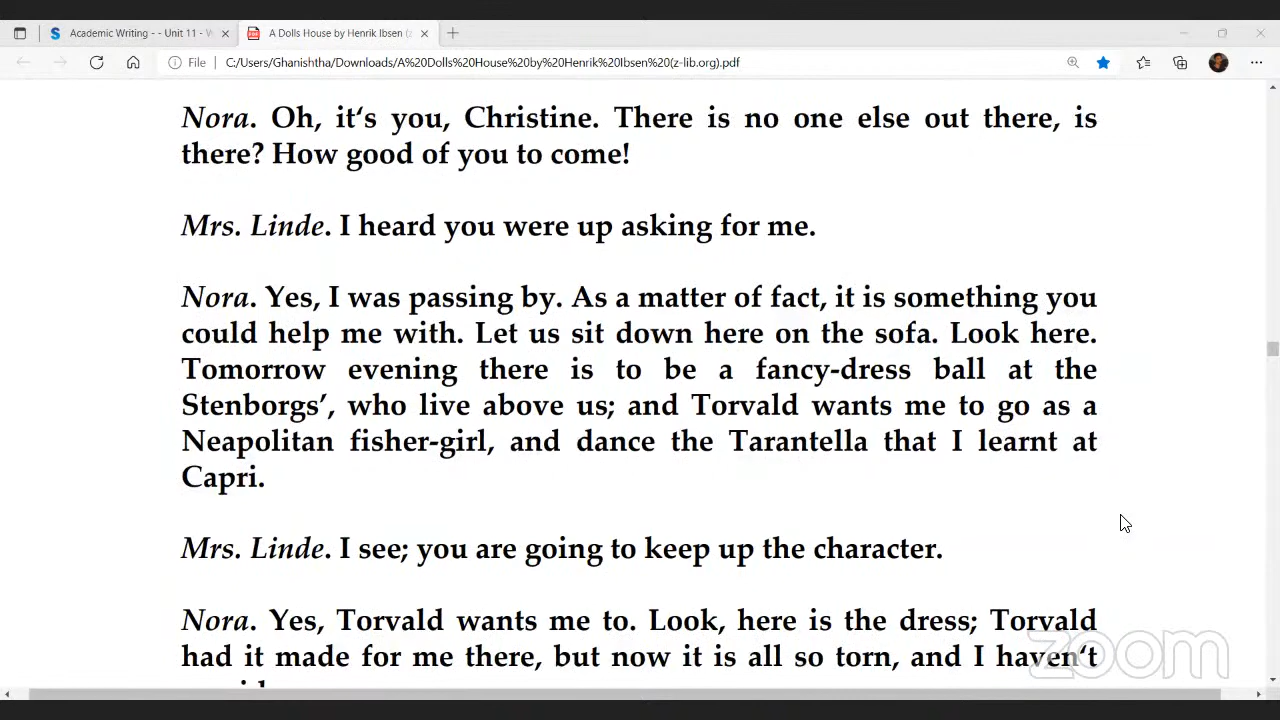 Academic Writing - - Unit 11 -
A Dolls House by Henrik Ibsen (z
File
C:/Users/Ghanishtha/Downloads/A%20Dolls%20House%20by%20Henrik%20Ibsen%20(z-lib.org).pdf
Nora. Oh, it‘s you, Christine. There is no one else out there, is
there? How good of you to come!
Mrs. Linde. I heard you were up asking for me.
Nora. Yes, I was passing by. As a matter of fact, it is something you
could help me with. Let us sit down here on the sofa. Look here.
Tomorrow evening there is to be a fancy-dress ball at the
Stenborgs’, who live above us; and Torvald wants me to go as a
Neapolitan fisher-girl, and dance the Tarantella that I learnt at
Capri.
Mrs. Linde. I see; you are going to keep up the character.
Nora. Yes, Torvald wants me to. Look, here is the dress; Torvald
had it made for me there, but now it is all so torn, and I haven‘t
zoom